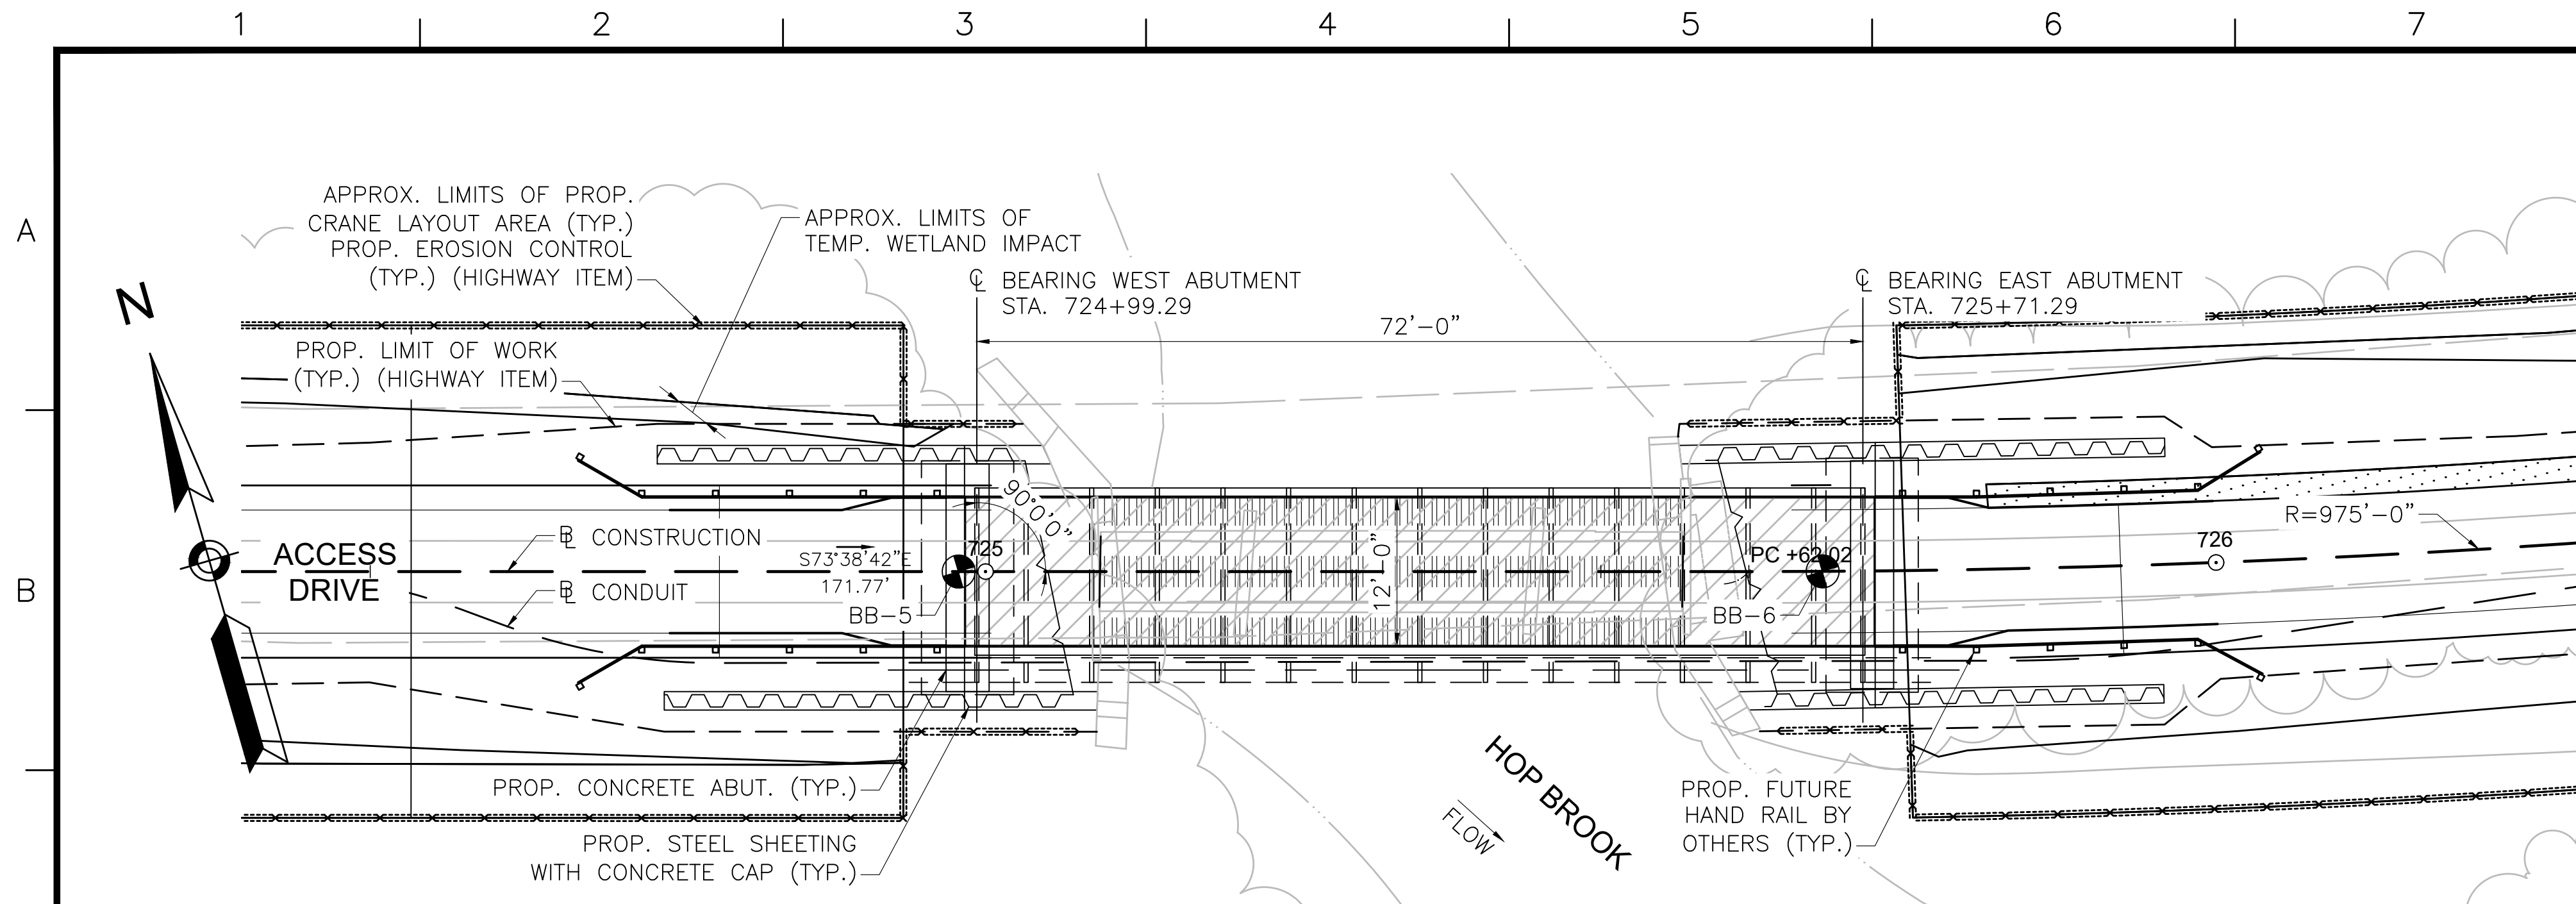 1 2 3 4 5 6 7
A
B
N
APPROX. LIMITS OF PROP.
CRANE LAYOUT AREA (TYP.)
PROP. EROSION CONTROL
(TYP.) (HIGHWAY ITEM)
APPROX. LIMITS OF
TEMP. WETLAND IMPACT
℄ BEARING WEST ABUTMENT
STA. 724+99.29
72'-0"
℄ BEARING EAST ABUTMENT
STA. 725+71.29
PROP. LIMIT OF WORK
(TYP.) (HIGHWAY ITEM)
90°0'0"
ACCESS
DRIVE
BL CONSTRUCTION
BL CONDUIT
S73°38'42"E
171.77'
725
BB-5
12'-0"
PC +62.02
BB-6
R=975'-0"
726
PROP. CONCRETE ABUT. (TYP.)
PROP. STEEL SHEETING
WITH CONCRETE CAP (TYP.)
HOP BROOK
FLOW
PROP. FUTURE
HAND RAIL BY
OTHERS (TYP.)